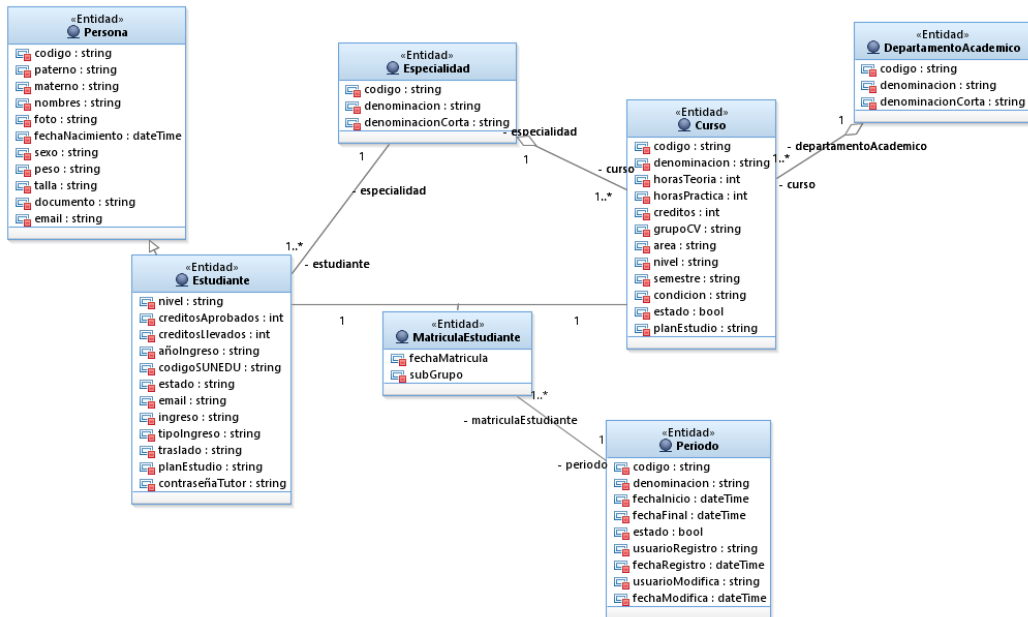 «Entidad»
Persona
codigo : string
paterno : string
materno : string
nombres : string
foto : string
fechaNacimiento : dateTime
sexo : string
peso : string
talla : string
documento : string
email : string
«Entidad»
Especialidad
codigo : string
denominacion : string
denominacionCorta : string
«Entidad»
DepartamentoAcademico
codigo : string
denominacion : string
denominacionCorta : string
«Entidad»
Curso
codigo : string
denominacion : string
horasTeoria : int
horasPractica : int
creditos : int
grupoCV : string
area : string
nivel : string
semestre : string
condicion : string
estado : bool
planEstudio : string
- especialidad
1
- curso
1..*
1
- departamentoAcademico
1..*
- curso
1
- especialidad
1..*
- estudiante
«Entidad»
Estudiante
nivel : string
creditosAprobados : int
creditosLlevados : int
añoIngreso : string
codigoSUNEDU : string
estado : string
email : string
ingreso : string
tipoIngreso : string
traslado : string
planEstudio : string
contraseñaTutor : string
1
1
«Entidad»
MatriculaEstudiante
fechaMatricula
subGrupo
1..*
- matriculaEstudiante
1
- periodo
«Entidad»
Periodo
codigo : string
denominacion : string
fechaInicio : dateTime
fechaFinal : dateTime
estado : bool
usuarioRegistro : string
fechaRegistro : dateTime
usuarioModifica : string
fechaModifica : dateTime